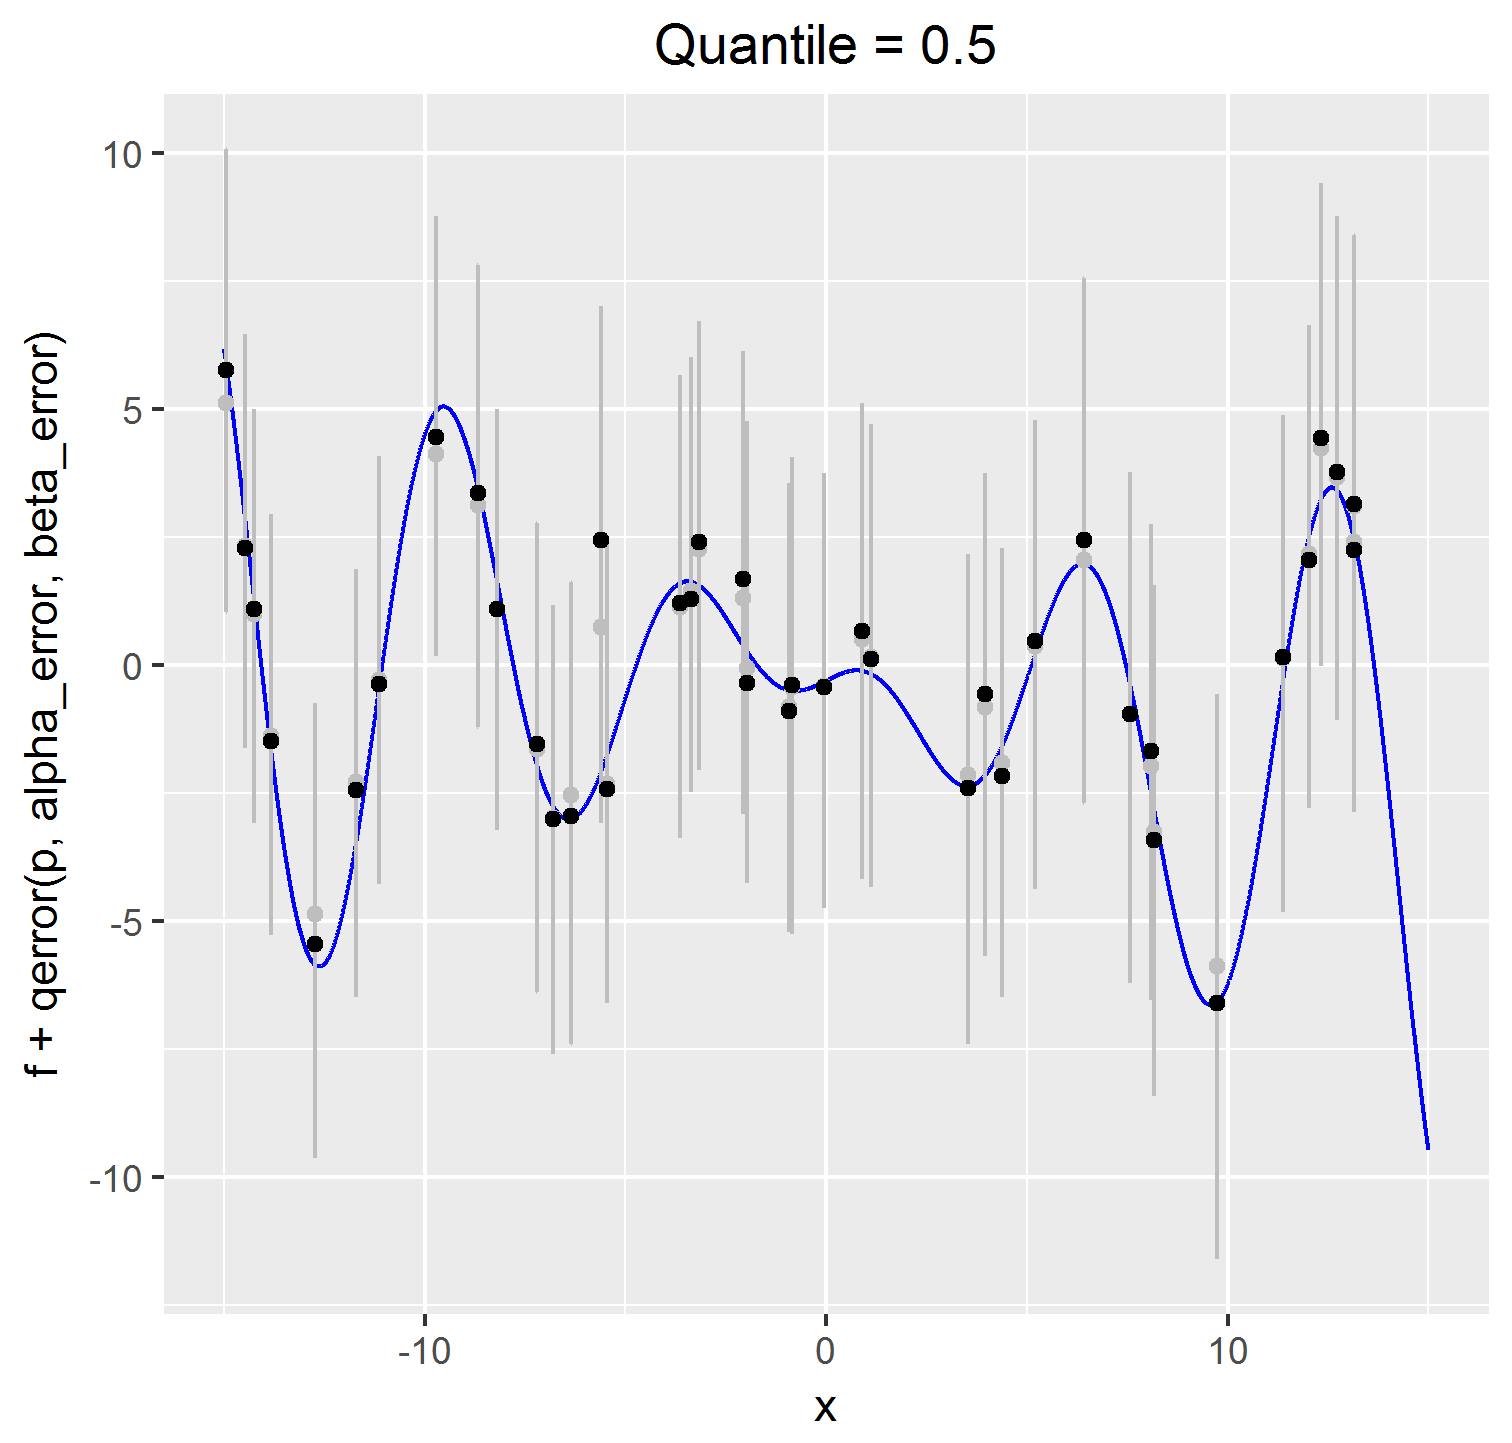 Quantile = 0.5
f + qerror(p, alpha_error, beta_error)
10
5
0
-5
-10
-10
0
10
x